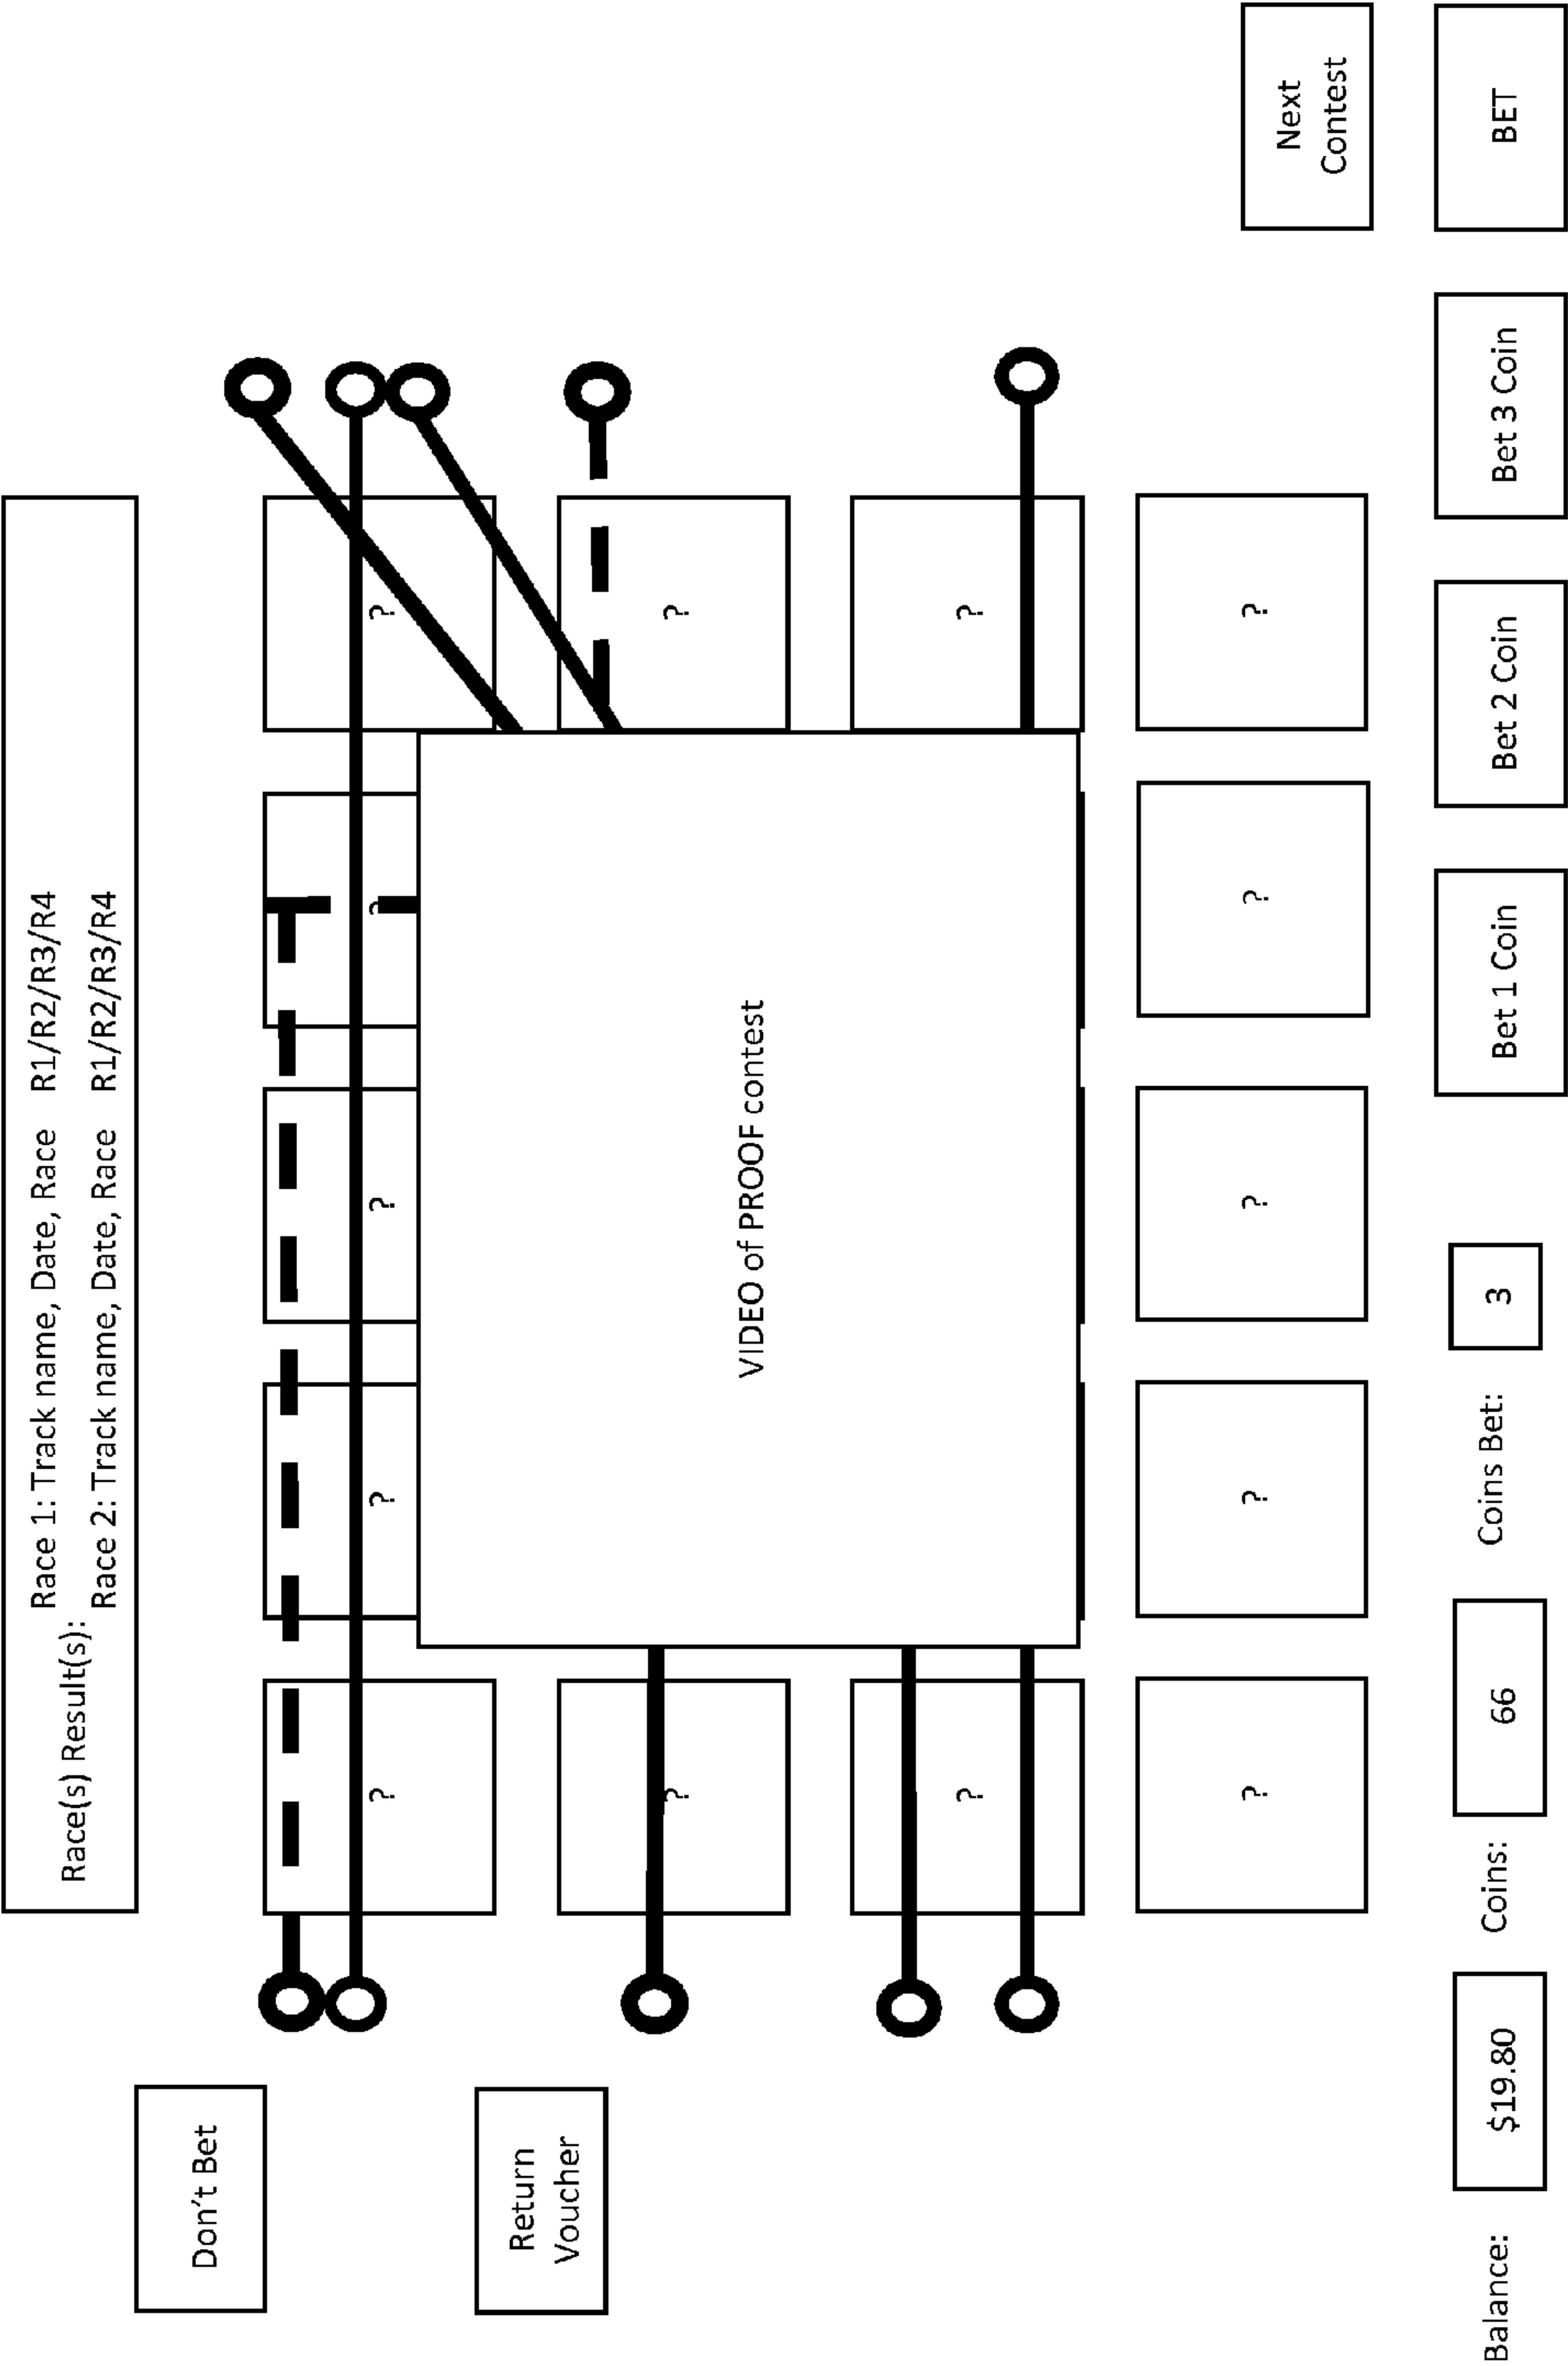 Race(s) Result(s):
Race 1: Track name, Date, Race R1/R2/R3/R4
Race 2: Track name, Date, Race R1/R2/R3/R4
Don't Bet
? ? ? ? ?
Return
Voucher
? ?
VIDEO of PROOF contest
? ?
? ? ? ? ?
Next
Contest
Balance: $19.80 Coins: 66 Coins Bet: 3 Bet 1 Coin Bet 2 Coin Bet 3 Coin BET